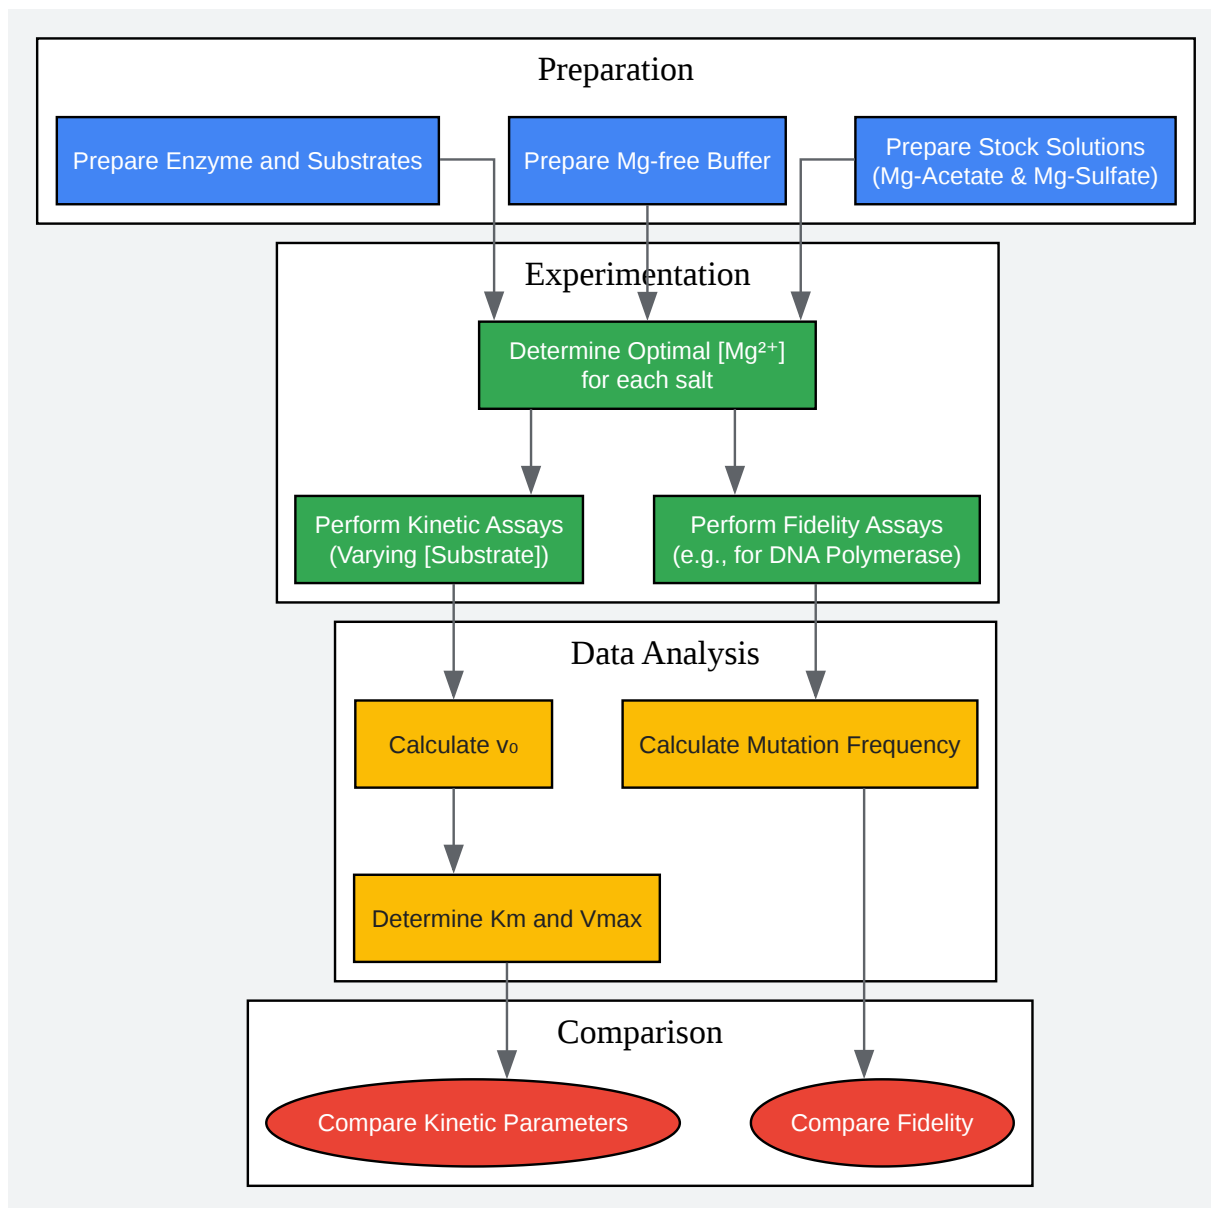 Preparation
Prepare Enzyme and Substrates
Prepare Mg-free Buffer
Prepare Stock Solutions
(Mg-Acetate & Mg-Sulfate)
Experimentation
Determine Optimal [Mg²⁺]
for each salt
Perform Kinetic Assays
(Varying [Substrate])
Perform Fidelity Assays
(e.g., for DNA Polymerase)
Data Analysis
Calculate v₀
Calculate Mutation Frequency
Determine Km and Vmax
Comparison
Compare Kinetic Parameters
Compare Fidelity